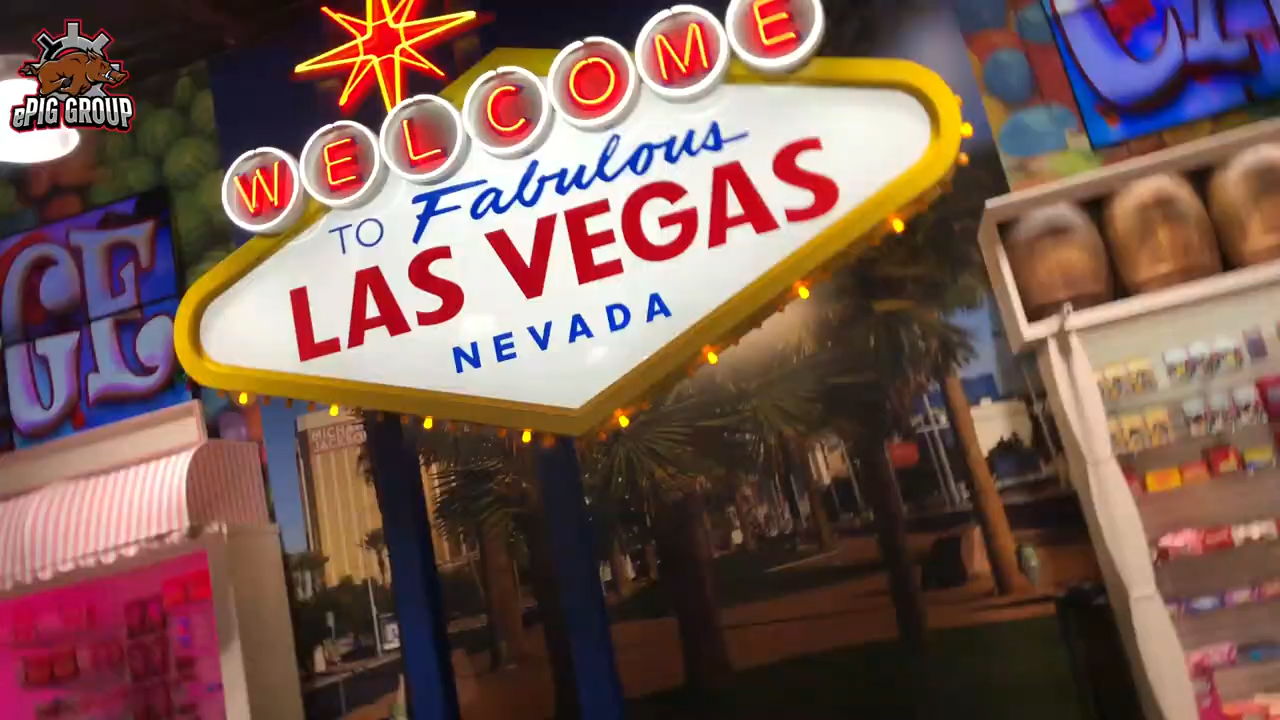 ePIG GROUP
WELCOME
TO Fabulous
LAS VEGAS
NEVADA